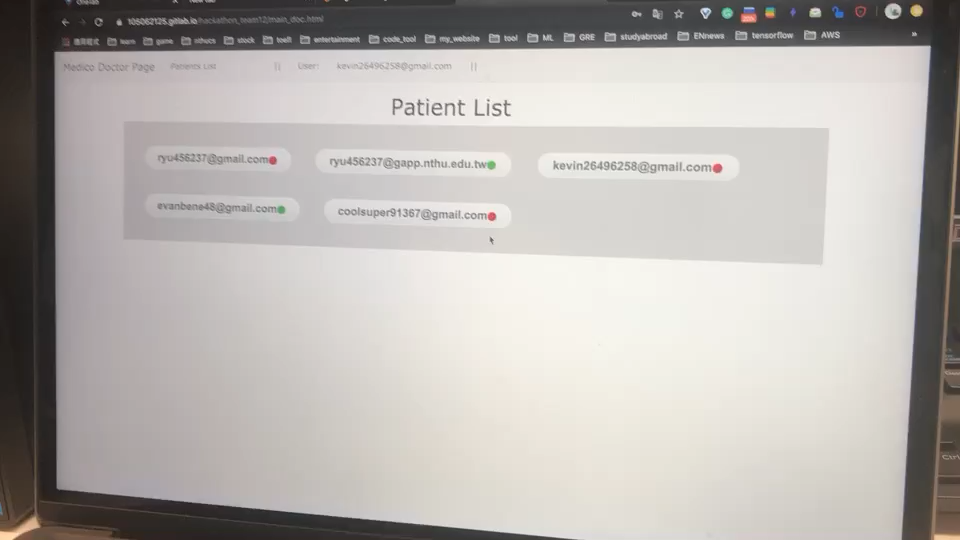 105062125.gitlab.io/hackathon_team12/main_doc.html
learn game nthucs stock toefl entertainment code_tool my_website tool ML GRE studyabroad ENnews tensorflow AWS »
Medico Doctor Page Patients List || User: kevin26496258@gmail.com ||
Patient List
ryu456237@gmail.com ryu456237@gapp.nthu.edu.tw kevin26496258@gmail.com
evanbene48@gmail.com coolsuper91367@gmail.com